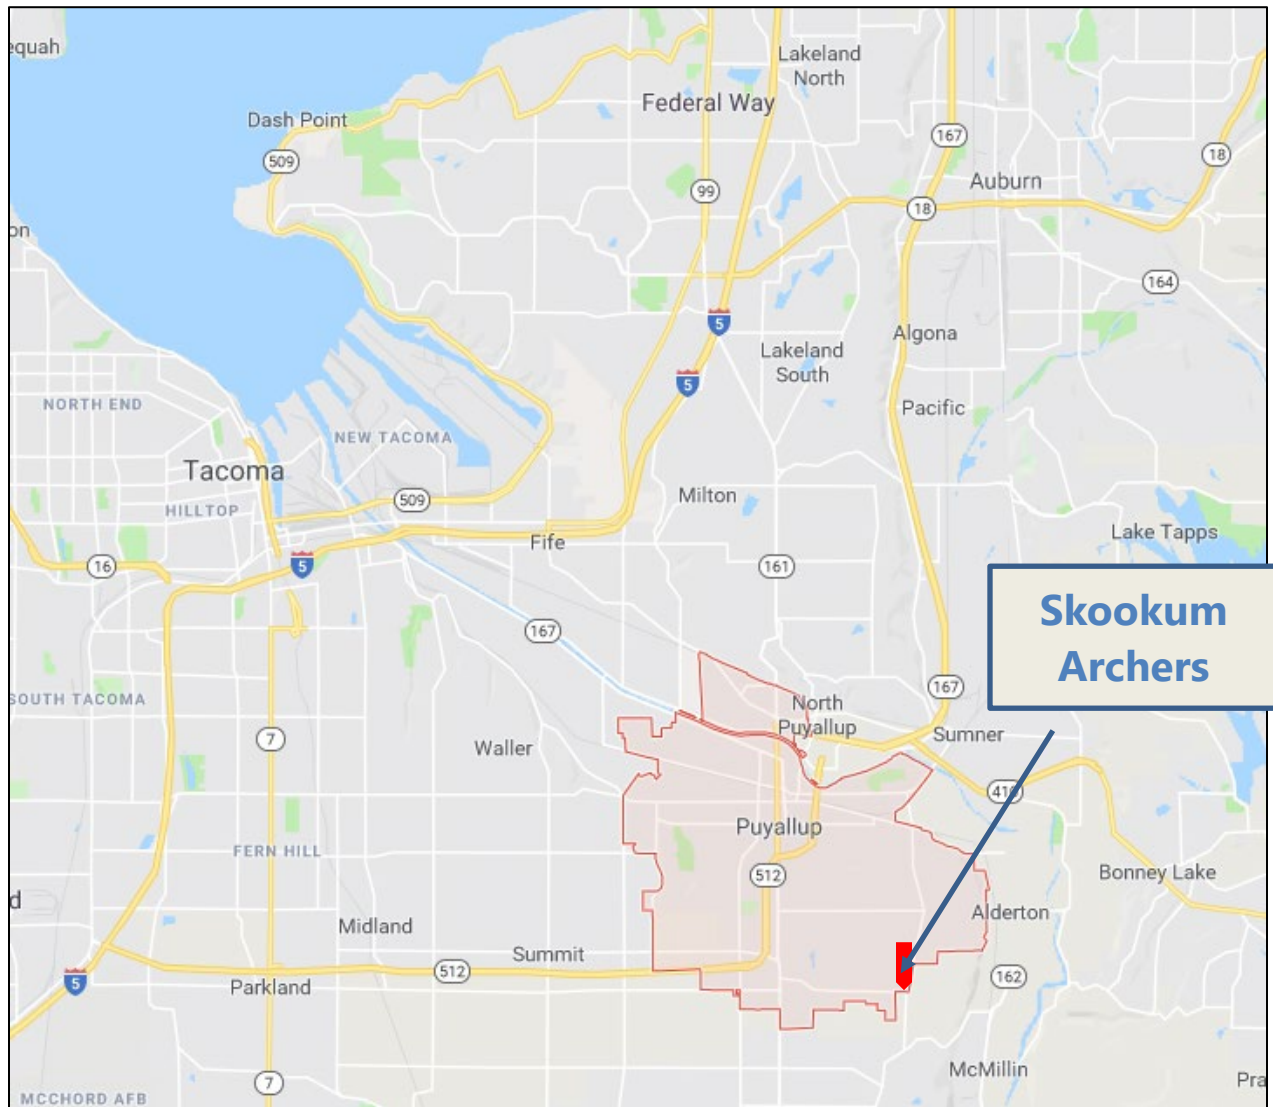 equah
Lakeland
North
Federal Way
Dash Point
509
167
18
99
Auburn
18
on
164
5
Algona
Lakeland
South
5
Pacific
NORTH END
NEW TACOMA
Tacoma
509
Milton
HILLTOP
Fife
Lake Tapps
16
5
161
Skookum
Archers
167
167
SOUTH TACOMA
North
Puyallup
7
Waller
Sumner
410
Puyallup
FERN HILL
512
Bonney Lake
d
Alderton
Midland
Summit
512
5
Parkland
162
McMillin
7
Pra
MCCHORD AFB